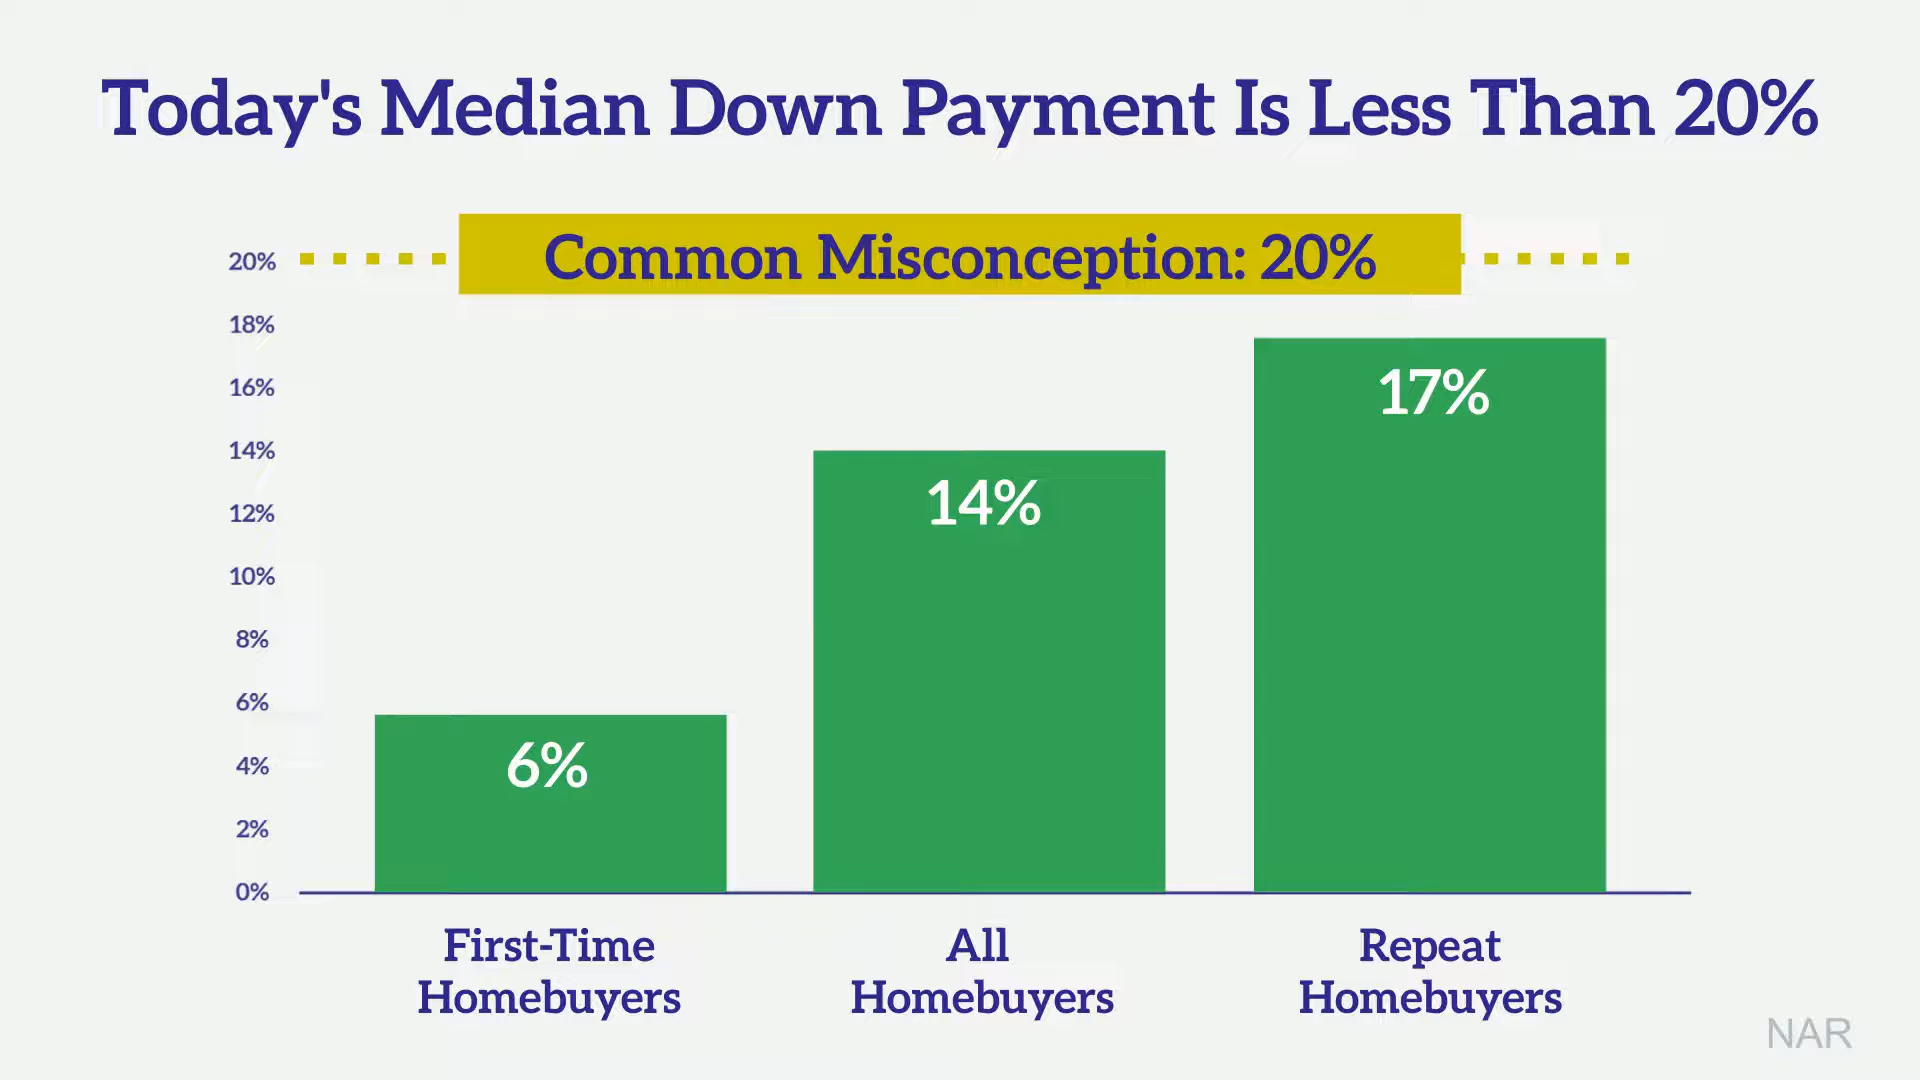 Today's Median Down Payment Is Less Than 20%
Common Misconception: 20%
20%
18%
16%
14%
12%
10%
8%
6%
4%
2%
0%
6%
14%
17%
First-Time
Homebuyers
All
Homebuyers
Repeat
Homebuyers
NAR